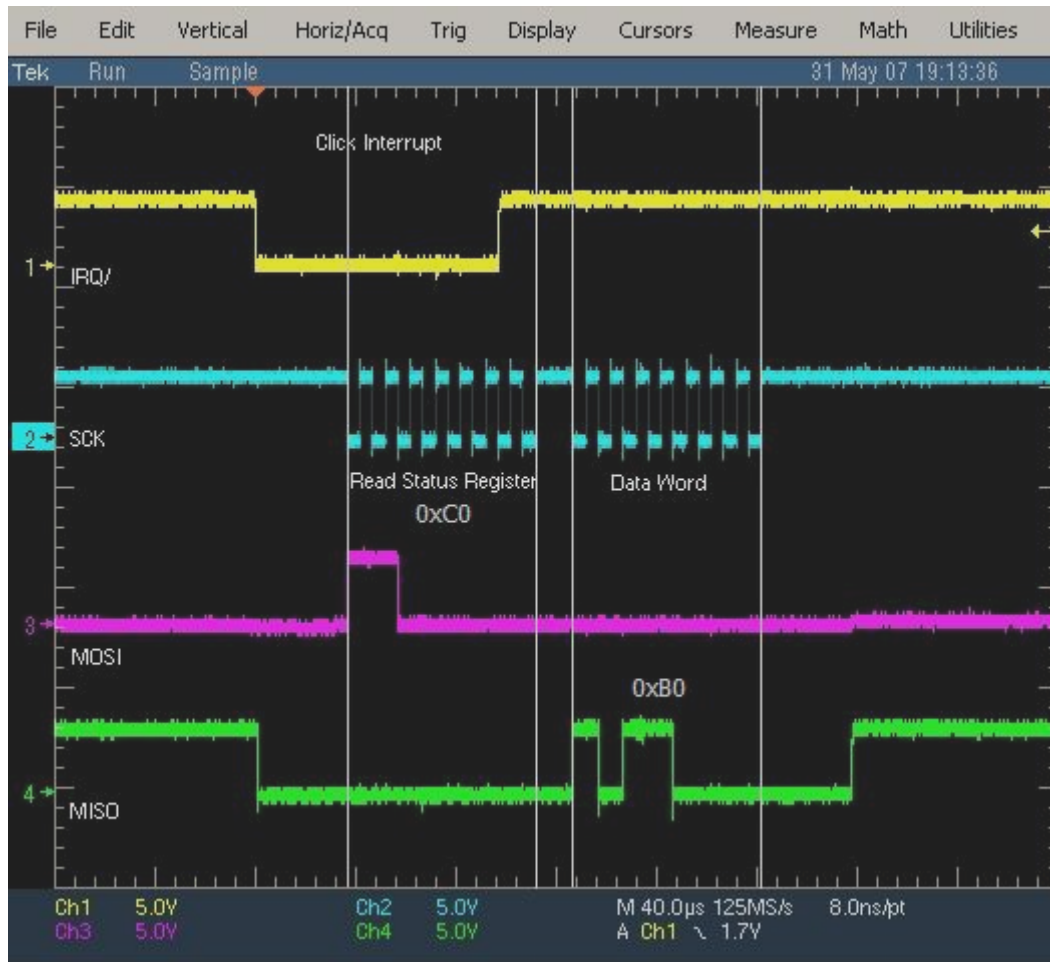 File Edit Vertical Horiz/Acq Trig Display Cursors Measure Math Utilities
Tek Run Sample 31 May 07 19:13:36
Click Interrupt
1
IRQ/
2 SCK
Read Status Register Data Word
0xC0
3
MOSI
0xB0
4
MISO
Ch1 5.0V Ch2 5.0V M 40.0µs 125MS/s 8.0ns/pt
Ch3 5.0V Ch4 5.0V A Ch1 \ 1.7V